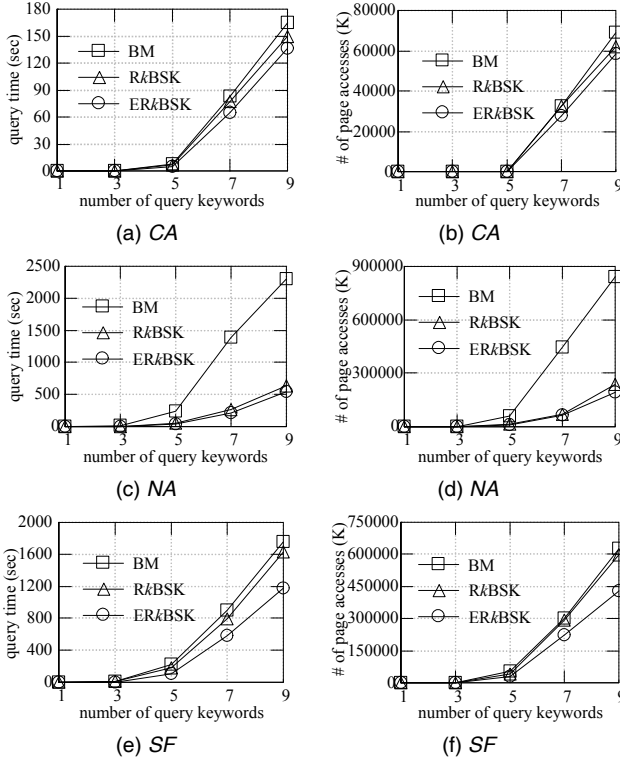 180
150
120
90
60
30
0
query time (sec)
BM
RkBSK
ERkBSK
1 3 5 7 9
number of query keywords
(a) CA
80000
60000
40000
20000
0
# of page accesses (K)
BM
RkBSK
ERkBSK
1 3 5 7 9
number of query keywords
(b) CA
2500
2000
1500
1000
500
0
query time (sec)
BM
RkBSK
ERkBSK
1 3 5 7 9
number of query keywords
(c) NA
900000
600000
300000
0
# of page accesses (K)
BM
RkBSK
ERkBSK
1 3 5 7 9
number of query keywords
(d) NA
2000
1600
1200
800
400
0
query time (sec)
BM
RkBSK
ERkBSK
1 3 5 7 9
number of query keywords
(e) SF
750000
600000
450000
300000
150000
0
# of page accesses (K)
BM
RkBSK
ERkBSK
1 3 5 7 9
number of query keywords
(f) SF